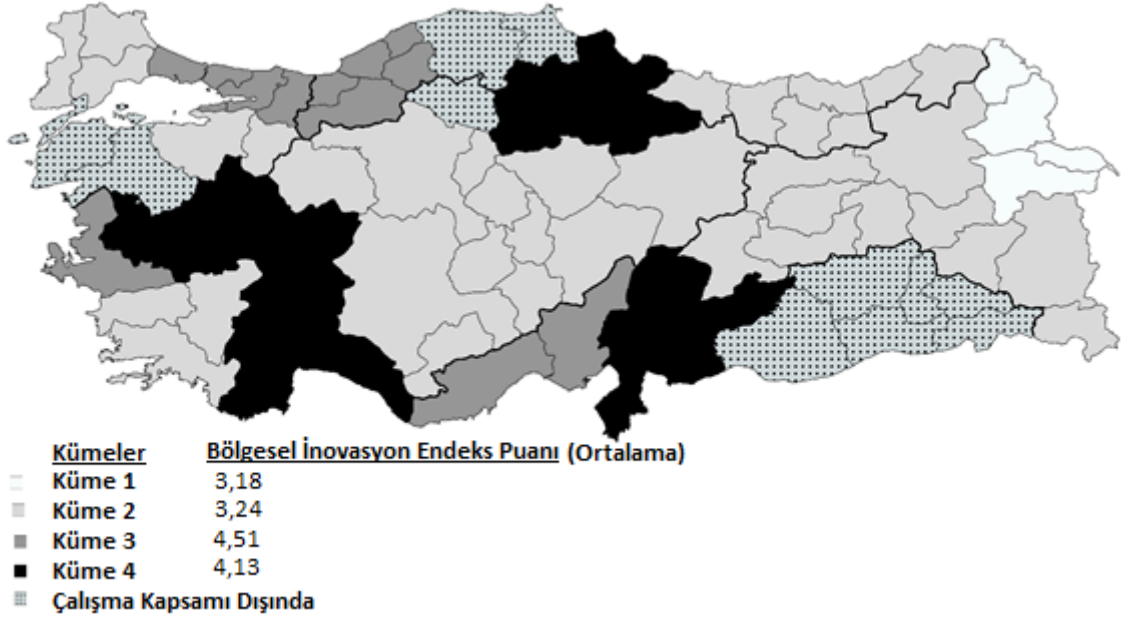 Kümeler Bölgesel İnovasyon Endeks Puanı (Ortalama)
Küme 1 3,18
Küme 2 3,24
Küme 3 4,51
Küme 4 4,13
Çalışma Kapsamı Dışında